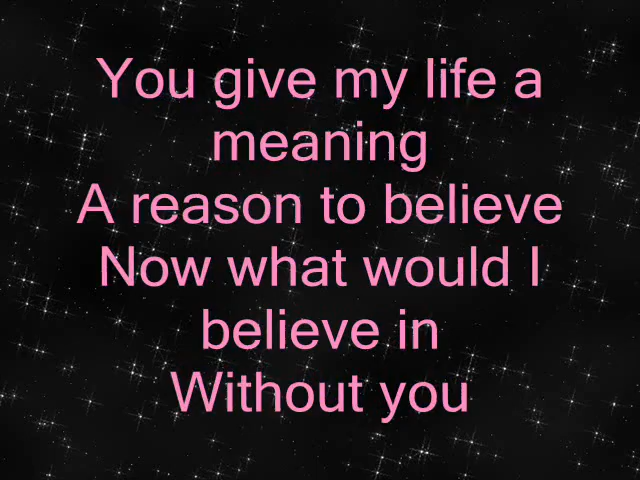 You give my life a
meaning
A reason to believe
Now what would I
believe in
Without you